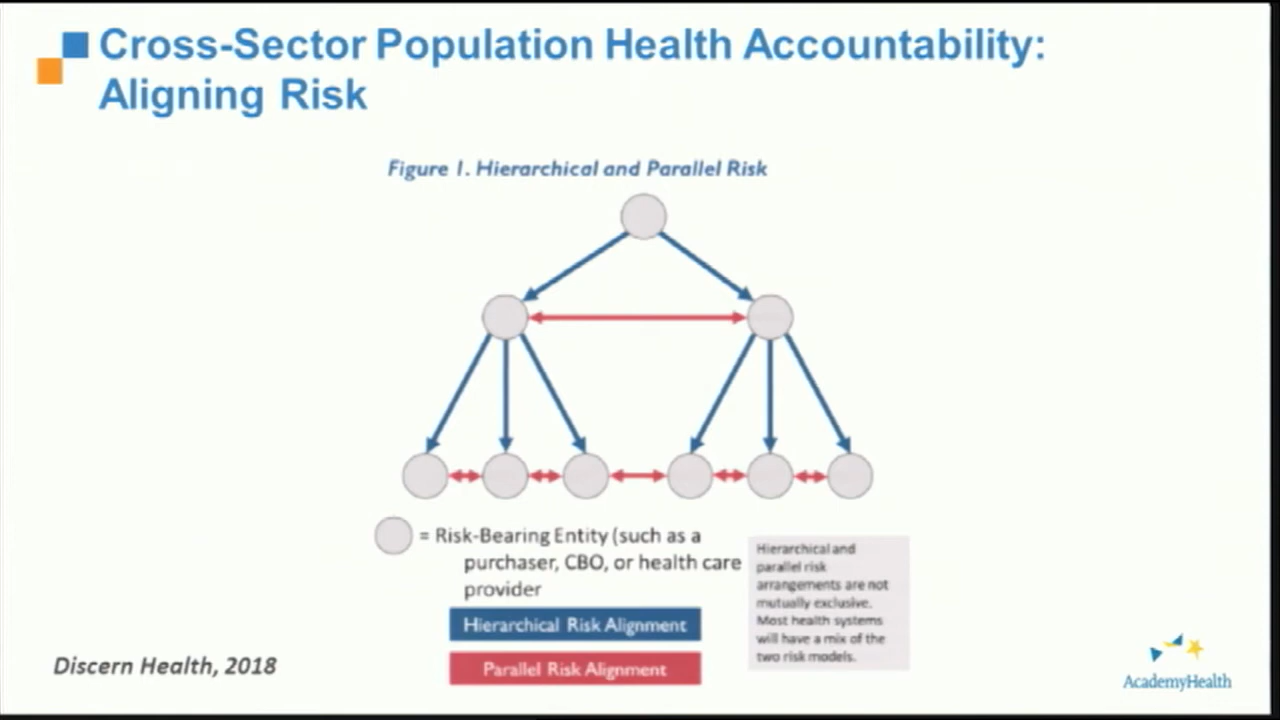 Cross-Sector Population Health Accountability:
Aligning Risk
Figure 1. Hierarchical and Parallel Risk
= Risk-Bearing Entity (such as a
purchaser, CBO, or health care
provider
Hierarchical Risk Alignment
Parallel Risk Alignment
Hierarchical and
parallel risk
arrangements are not
mutually exclusive.
Most health systems
will have a mix of the
two risk models.
Discern Health, 2018
AcademyHealth